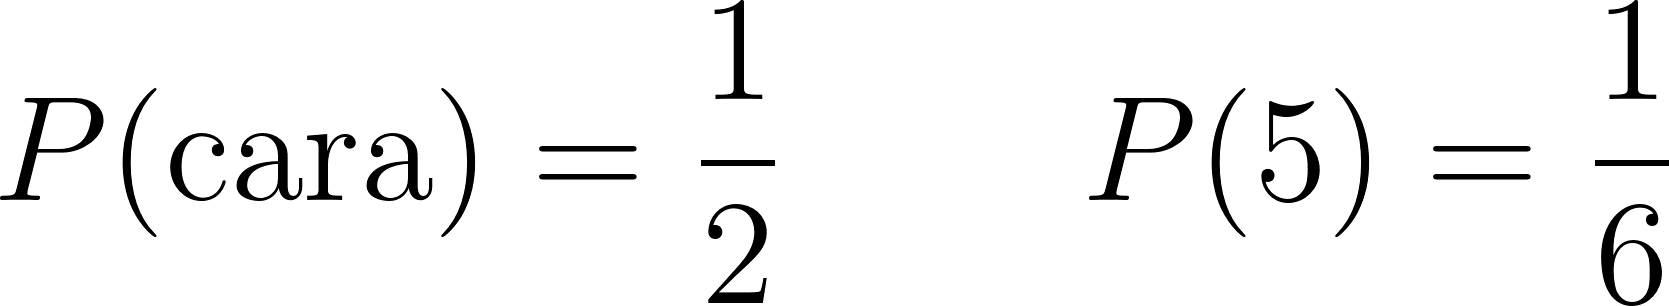 P(cara) = 1/2 P(5) = 1/6